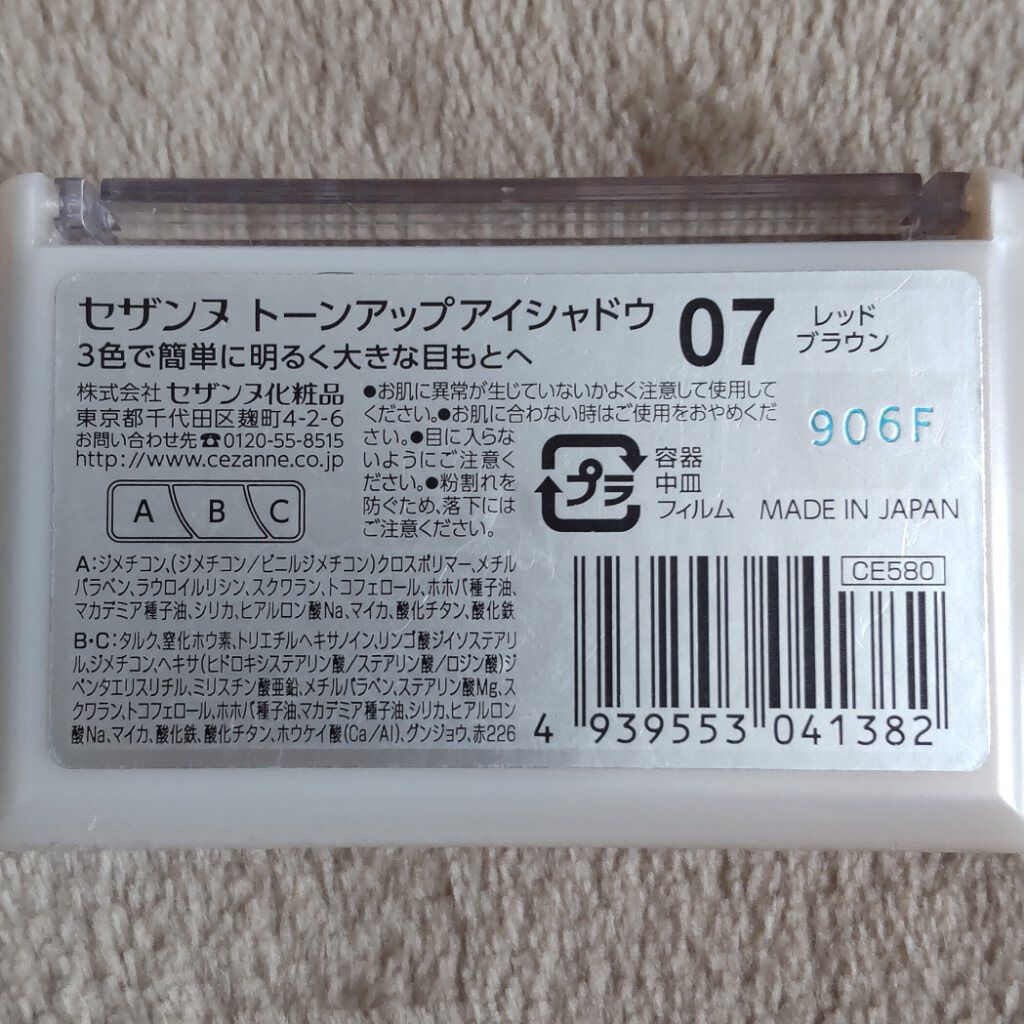 セザンヌ トーンアップアイシャドウ 07 レッド
ブラウン
3色で簡単に明るく大きな目もとへ
株式会社 セザンヌ化粧品
東京都千代田区麹町4-2-6
お問い合わせ先☎0120-55-8515
http://www.cezanne.co.jp
A B C
●お肌に異常が生じていないかよく注意して使用して
ください。●お肌に合わない時はご使用をおやめくだ
さい。●目に入らな
いようにご注意く
ださい。●粉割れを
防ぐため、落下には
ご注意ください。
プラ
容器
中皿
フィルム
906F
MADE IN JAPAN
A:ジメチコン、(ジメチコン/ビニルジメチコン)クロスポリマー、メチル
パラベン、ラウロイルリシン、スクワラン、トコフェロール、ホホバ種子油、
マカデミア種子油、シリカ、ヒアルロン酸Na、マイカ、酸化チタン、酸化鉄
B・C:タルク、窒化ホウ素、トリエチルヘキサノイン、リンゴ酸ジイソステアリ
ル、ジメチコン、ヘキサ(ヒドロキシステアリン酸/ステアリン酸/ロジン酸)ジ
ペンタエリスリチル、ミリスチン酸亜鉛、メチルパラベン、ステアリン酸Mg、ス
クワラン、トコフェロール、ホホバ種子油、マカデミア種子油、シリカ、ヒアルロン
酸Na、マイカ、酸化鉄、酸化チタン、ホウケイ酸(Ca/Al)、グンジョウ、赤226
CE580
4 939553 041382